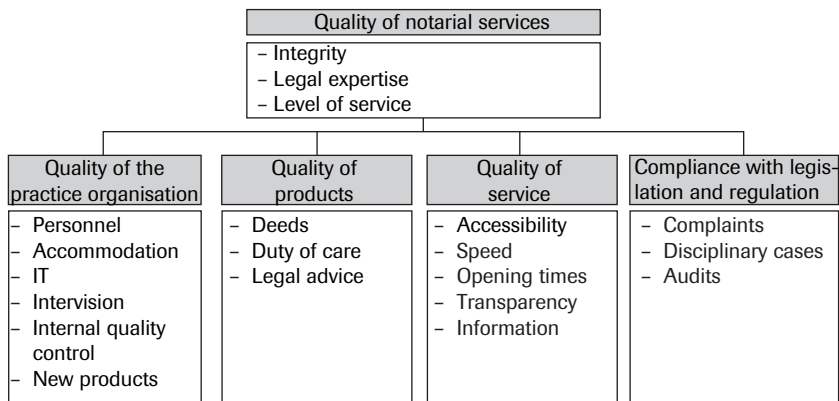 Quality of notarial services
– Integrity
– Legal expertise
– Level of service
Quality of the
practice organisation
– Personnel
– Accommodation
– IT
– Intervision
– Internal quality
control
– New products
Quality of
products
– Deeds
– Duty of care
– Legal advice
Quality of
service
– Accessibility
– Speed
– Opening times
– Transparency
– Information
Compliance with legis-
lation and regulation
– Complaints
– Disciplinary cases
– Audits